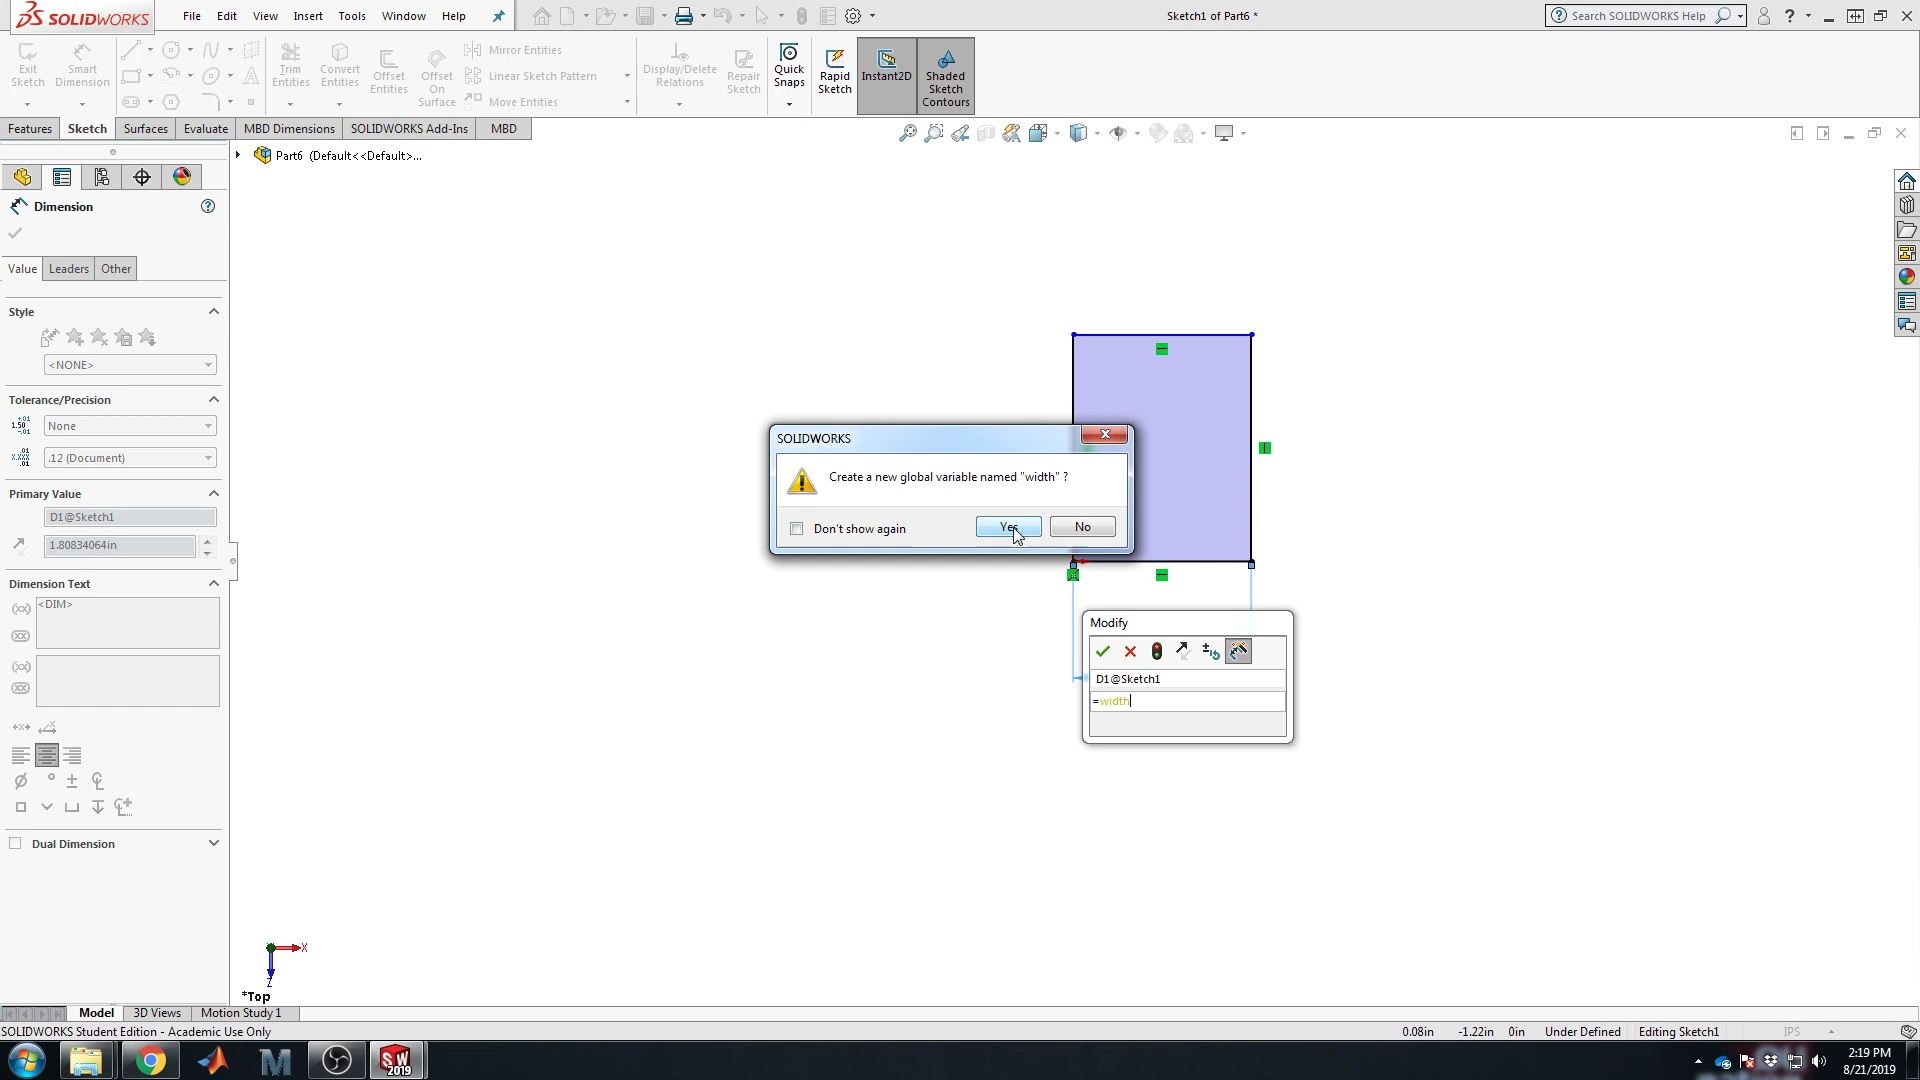 SOLIDWORKS File Edit View Insert Tools Window Help Sketch1 of Part6 * Search SOLIDWORKS Help
Exit Sketch
Smart Dimension
Trim Entities
Convert Entities
Offset Entities
Offset On Surface
Mirror Entities
Linear Sketch Pattern
Move Entities
Display/Delete Relations
Repair Sketch
Quick Snaps
Rapid Sketch
Instant2D
Shaded Sketch Contours
Features Sketch Surfaces Evaluate MBD Dimensions SOLIDWORKS Add-Ins MBD
Part6 (Default<<Default>...
Dimension
Value Leaders Other
Style
<NONE>
Tolerance/Precision
None
.12 (Document)
Primary Value
D1@Sketch1
1.80834064in
Dimension Text
<DIM>
Dual Dimension
SOLIDWORKS
Create a new global variable named "width" ?
Don't show again Yes No
Modify
D1@Sketch1
=width
X
Z
*Top
Model 3D Views Motion Study 1
SOLIDWORKS Student Edition - Academic Use Only 0.08in -1.22in 0in Under Defined Editing Sketch1 IPS
SW 2019
2:19 PM
8/21/2019